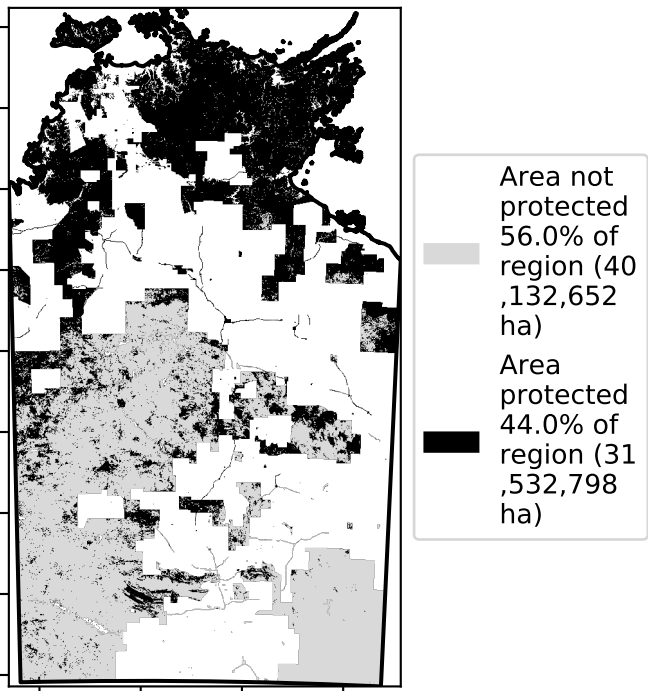 Area not
protected
56.0% of
region (40
,132,652
ha)
Area
protected
44.0% of
region (31
,532,798
ha)